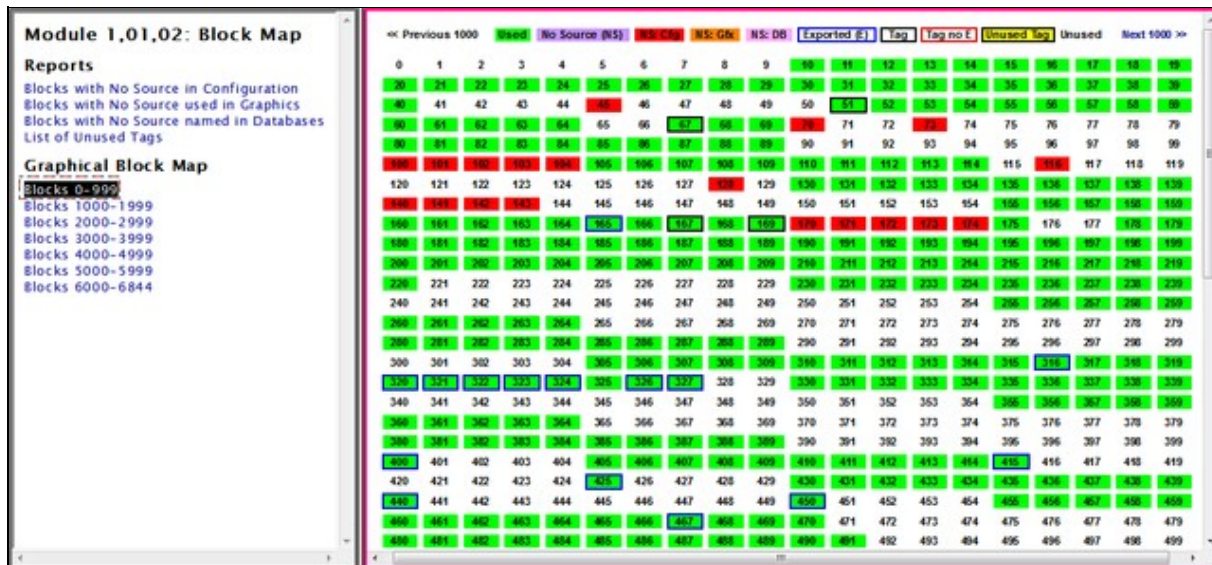 Module 1,01,02: Block Map
Reports
Blocks with No Source in Configuration
Blocks with No Source used in Graphics
Blocks with No Source named in Databases
List of Unused Tags
Graphical Block Map
Blocks 0-999
Blocks 1000-1999
Blocks 2000-2999
Blocks 3000-3999
Blocks 4000-4999
Blocks 5000-5999
Blocks 6000-6844
<< Previous 1000 Used No Source (NS) NS: Cfg NS: Gfx NS: DB Exported (E) Tag Tag no E Unused Tag Unused Next 1000 >>
0 1 2 3 4 5 6 7 8 9 10 11 12 13 14 15 16 17 18 19
20 21 22 23 24 25 26 27 28 29 30 31 32 33 34 35 36 37 38 39
40 41 42 43 44 45 46 47 48 49 50 51 52 53 54 55 56 57 58 59
60 61 62 63 64 65 66 67 68 69 70 71 72 73 74 75 76 77 78 79
80 81 82 83 84 85 86 87 88 89 90 91 92 93 94 95 96 97 98 99
100 101 102 103 104 105 106 107 108 109 110 111 112 113 114 115 116 117 118 119
120 121 122 123 124 125 126 127 128 129 130 131 132 133 134 135 136 137 138 139
140 141 142 143 144 145 146 147 148 149 150 151 152 153 154 155 156 157 158 159
160 161 162 163 164 165 166 167 168 169 170 171 172 173 174 175 176 177 178 179
180 181 182 183 184 185 186 187 188 189 190 191 192 193 194 195 196 197 198 199
200 201 202 203 204 205 206 207 208 209 210 211 212 213 214 215 216 217 218 219
220 221 222 223 224 225 226 227 228 229 230 231 232 233 234 235 236 237 238 239
240 241 242 243 244 245 246 247 248 249 250 251 252 253 254 255 256 257 258 259
260 261 262 263 264 265 266 267 268 269 270 271 272 273 274 275 276 277 278 279
280 281 282 283 284 285 286 287 288 289 290 291 292 293 294 295 296 297 298 299
300 301 302 303 304 305 306 307 308 309 310 311 312 313 314 315 316 317 318 319
320 321 322 323 324 325 326 327 328 329 330 331 332 333 334 335 336 337 338 339
340 341 342 343 344 345 346 347 348 349 350 351 352 353 354 355 356 357 358 359
360 361 362 363 364 365 366 367 368 369 370 371 372 373 374 375 376 377 378 379
380 381 382 383 384 385 386 387 388 389 390 391 392 393 394 395 396 397 398 399
400 401 402 403 404 405 406 407 408 409 410 411 412 413 414 415 416 417 418 419
420 421 422 423 424 425 426 427 428 429 430 431 432 433 434 435 436 437 438 439
440 441 442 443 444 445 446 447 448 449 450 451 452 453 454 455 456 457 458 459
460 461 462 463 464 465 466 467 468 469 470 471 472 473 474 475 476 477 478 479
480 481 482 483 484 485 486 487 488 489 490 491 492 493 494 495 496 497 498 499